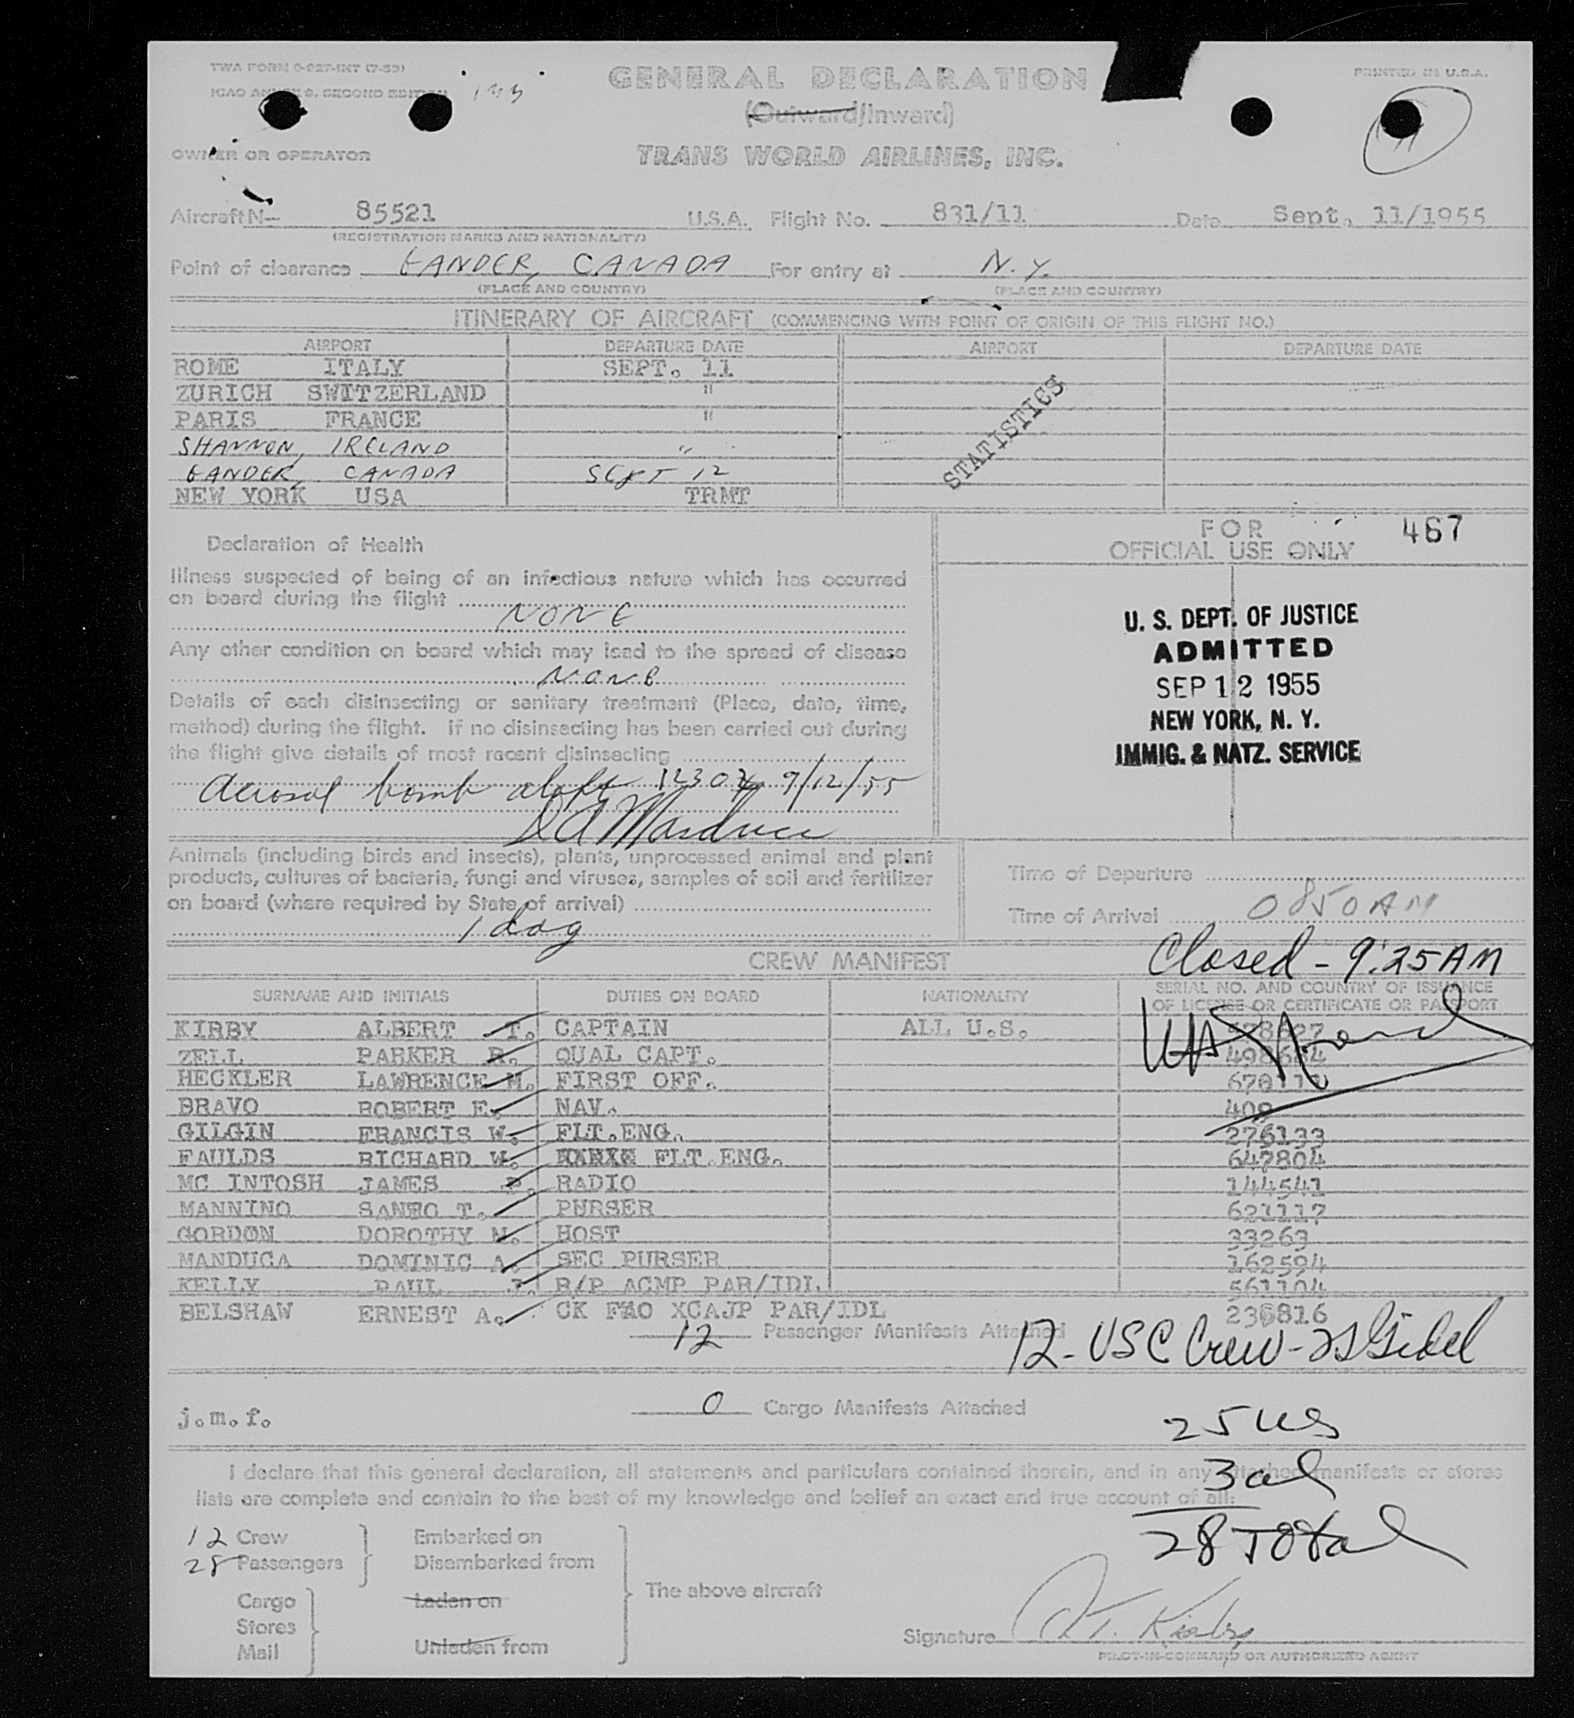 TWA FORM 0-927-INT (7-55)
ICAO ANNEX 9, SECOND EDITION
PRINTED IN U.S.A.
GENERAL DECLARATION
(Outward/Inward)
OWNER OR OPERATOR TRANS WORLD AIRLINES, INC.
Aircraft N— 85521 U.S.A. Flight No. 831/11 Date Sept. 11/1955
(REGISTRATION MARKS AND NATIONALITY)
Point of clearance GANDER, CANADA For entry at N.Y.
(PLACE AND COUNTRY) (PLACE AND COUNTRY)
ITINERARY OF AIRCRAFT (COMMENCING WITH POINT OF ORIGIN OF THIS FLIGHT NO.)
AIRPORT DEPARTURE DATE AIRPORT DEPARTURE DATE
ROME ITALY SEPT. 11
ZURICH SWITZERLAND "
PARIS FRANCE "
SHANNON, IRELAND "
GANDER, CANADA SEPT 12
NEW YORK USA TRMT
STATISTICS
Declaration of Health
FOR
OFFICIAL USE ONLY
467
Illness suspected of being of an infectious nature which has occurred
on board during the flight
NONE
Any other condition on board which may lead to the spread of disease
NONE
Details of each disinsecting or sanitary treatment (Place, date, time,
method) during the flight. If no disinsecting has been carried out during
the flight give details of most recent disinsecting
Aerosol bomb aloft 1230z 9/12/55
DA Manduca
U. S. DEPT. OF JUSTICE
ADMITTED
SEP 12 1955
NEW YORK, N. Y.
IMMIG. & NATZ. SERVICE
Animals (including birds and insects), plants, unprocessed animal and plant
products, cultures of bacteria, fungi and viruses, samples of soil and fertilizer
on board (where required by State of arrival)
1 dog
Time of Departure
Time of Arrival 0850 AM
Closed - 9:25 AM
CREW MANIFEST
SURNAME AND INITIALS DUTIES ON BOARD NATIONALITY SERIAL NO. AND COUNTRY OF ISSUANCE
OF LICENSE OR CERTIFICATE OR PASSPORT
KIRBY ALBERT T. CAPTAIN ALL U.S.
ZELL PARKER R. QUAL CAPT.
HECKLER LAWRENCE M. FIRST OFF.
BRAVO ROBERT E. NAV. 409
GILGIN FRANCIS W. FLT.ENG. 276133
FAULDS RICHARD W. FLT.ENG. 647804
MC INTOSH JAMES RADIO 144541
MANNINO SANTO T. PURSER 621117
GORDON DOROTHY M. HOST 33263
MANDUCA DOMINIC A. SEC PURSER 162594
KELLY PAUL J. R/P ACMP PAR/IDL 561104
BELSHAW ERNEST A. CK FAO XCAJP PAR/IDL 236816
12 Passenger Manifests Attached
12 - USC Crew -
j.m.f.
0 Cargo Manifests Attached
25 US
3 al
28 Total
I declare that this general declaration, all statements and particulars contained therein, and in any attached manifests or stores
lists are complete and contain to the best of my knowledge and belief an exact and true account of all:
12 Crew Embarked on
28 Passengers Disembarked from
The above aircraft
Cargo Laden on
Stores
Mail Unladen from
Signature A.T. Kirby
PILOT-IN-COMMAND OR AUTHORIZED AGENT